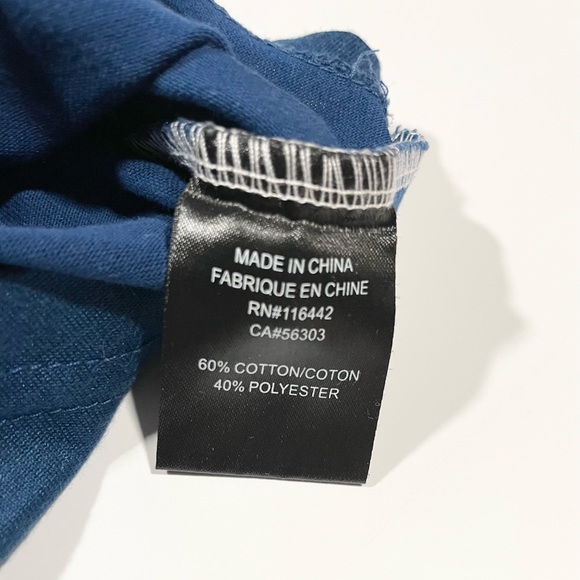 MADE IN CHINA
FABRIQUE EN CHINE
RN#116442
CA#56303
60% COTTON/COTON
40% POLYESTER